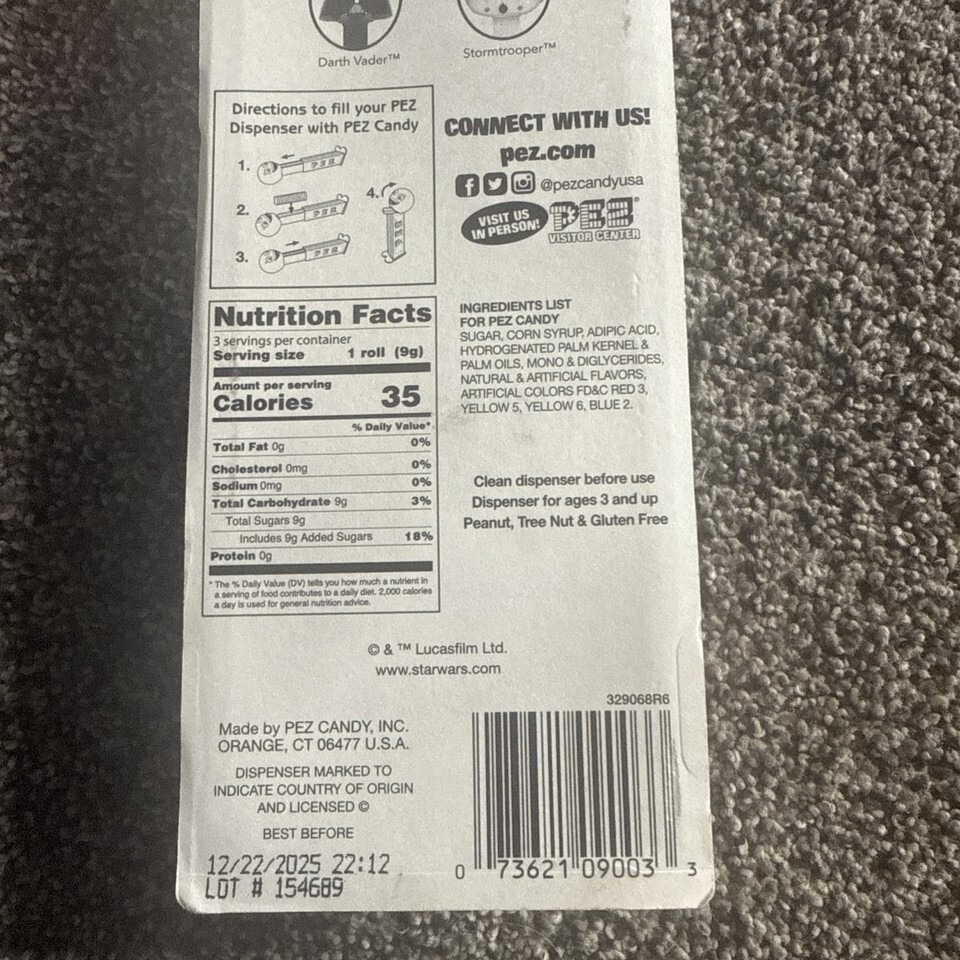 Darth Vader™
Stormtrooper™
Directions to fill your PEZ
Dispenser with PEZ Candy
1.
PEZ
2.
PEZ
3.
PEZ
4.
PEZ
CONNECT WITH US!
pez.com
@pezcandyusa
VISIT US
IN PERSON!
PEZ®
VISITOR CENTER
Nutrition Facts
3 servings per container
Serving size 1 roll (9g)
Amount per serving
Calories 35
% Daily Value*
Total Fat 0g 0%
Cholesterol 0mg 0%
Sodium 0mg 0%
Total Carbohydrate 9g 3%
Total Sugars 9g
Includes 9g Added Sugars 18%
Protein 0g
* The % Daily Value (DV) tells you how much a nutrient in
a serving of food contributes to a daily diet. 2,000 calories
a day is used for general nutrition advice.
INGREDIENTS LIST
FOR PEZ CANDY
SUGAR, CORN SYRUP, ADIPIC ACID,
HYDROGENATED PALM KERNEL &
PALM OILS, MONO & DIGLYCERIDES,
NATURAL & ARTIFICIAL FLAVORS,
ARTIFICIAL COLORS FD&C RED 3,
YELLOW 5, YELLOW 6, BLUE 2.
Clean dispenser before use
Dispenser for ages 3 and up
Peanut, Tree Nut & Gluten Free
© & ™ Lucasfilm Ltd.
www.starwars.com
Made by PEZ CANDY, INC.
ORANGE, CT 06477 U.S.A.
DISPENSER MARKED TO
INDICATE COUNTRY OF ORIGIN
AND LICENSED ©
BEST BEFORE
12/22/2025 22:12
LOT # 154689
329068R6
0 73621 09003 3